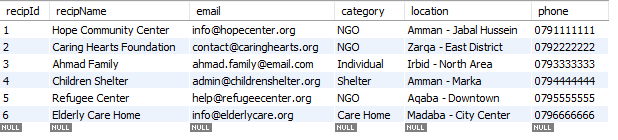 recipId recipName email category location phone
1 Hope Community Center info@hopecenter.org NGO Amman - Jabal Hussein 0791111111
2 Caring Hearts Foundation contact@caringhearts.org NGO Zarqa - East District 0792222222
3 Ahmad Family ahmad.family@email.com Individual Irbid - North Area 0793333333
4 Children Shelter admin@childrenshelter.org Shelter Amman - Marka 0794444444
5 Refugee Center help@refugeecenter.org NGO Aqaba - Downtown 0795555555
6 Elderly Care Home info@elderlycare.org Care Home Madaba - City Center 0796666666
NULL NULL NULL NULL NULL NULL